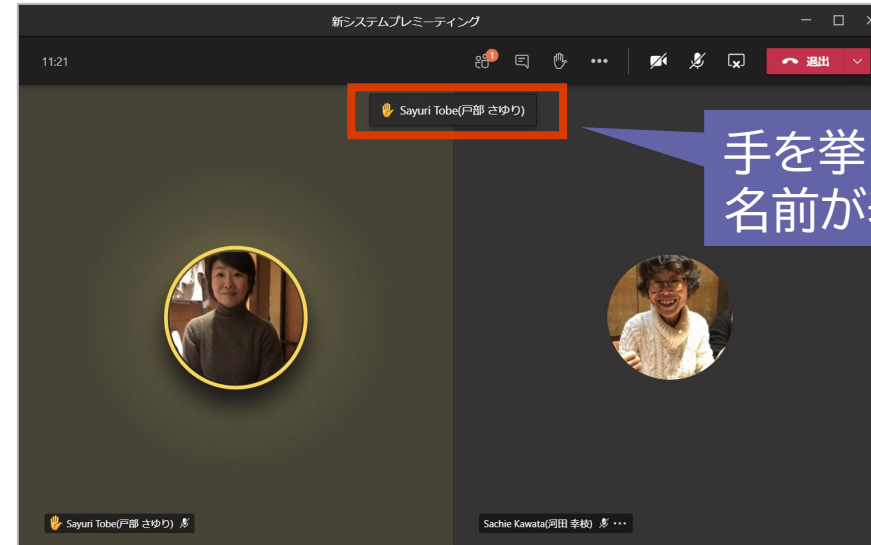 新システムプレミーティング
11:21
1
退出
Sayuri Tobe(戸部 さゆり)
手を挙
名前が
Sayuri Tobe(戸部 さゆり)
Sachie Kawata(河田 幸枝)